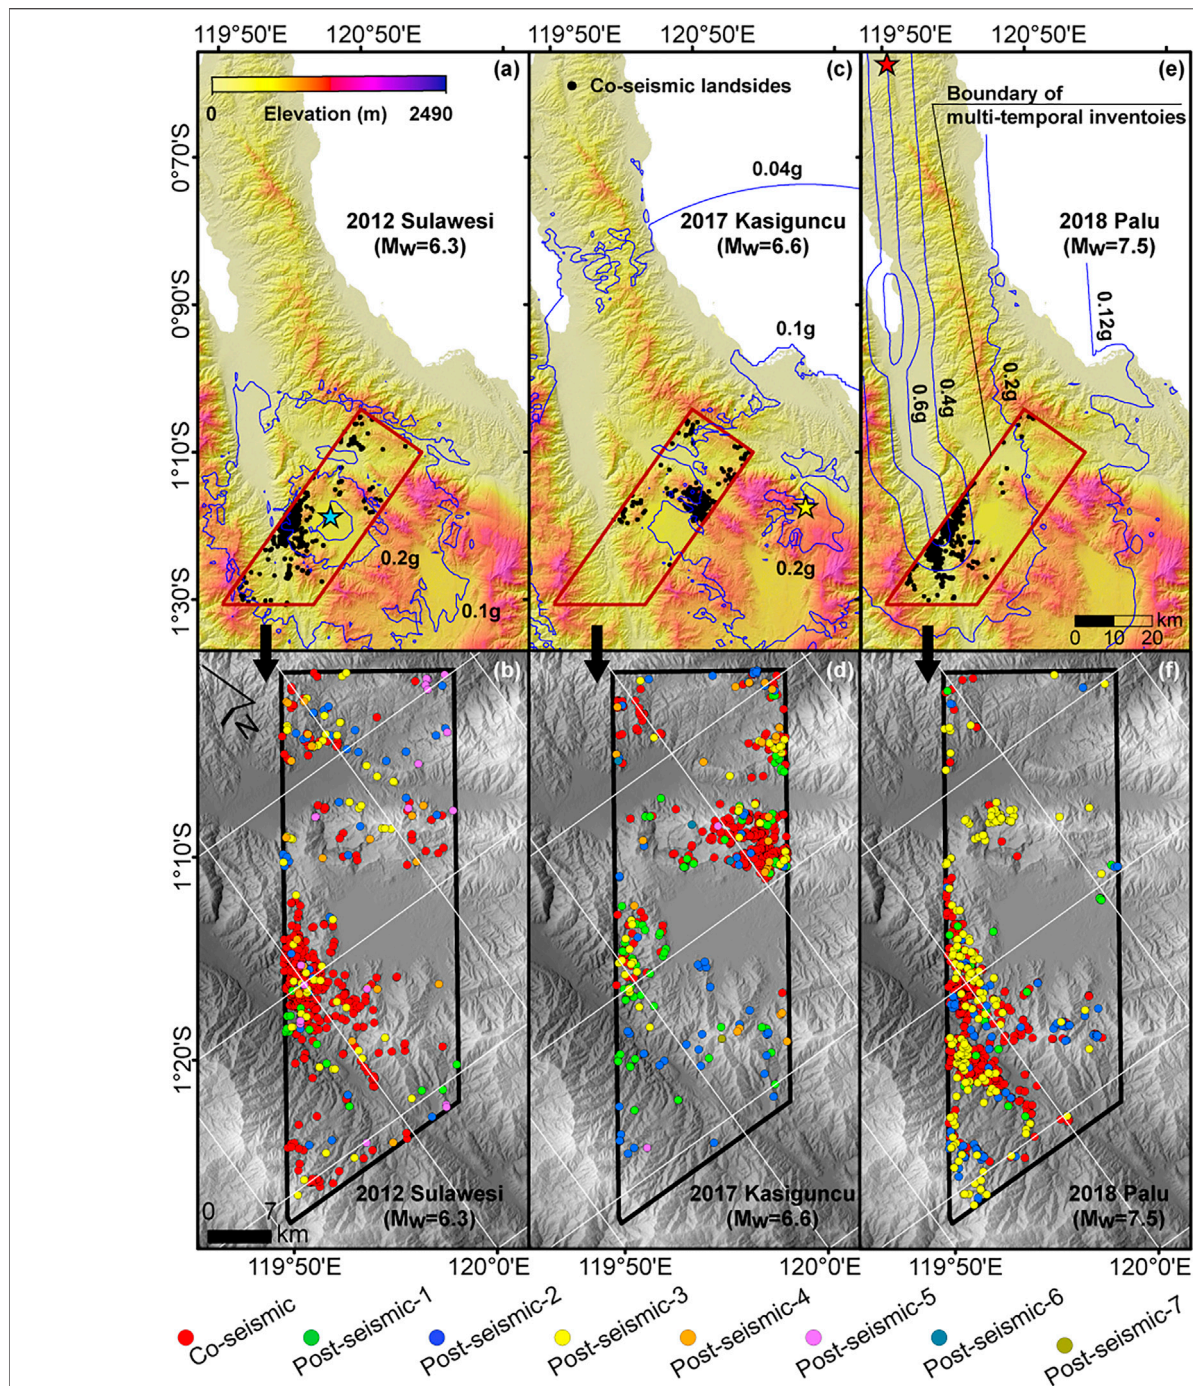 119°50'E 120°50'E 119°50'E 120°50'E 119°50'E 120°50'E
(a)
0 Elevation (m) 2490
2012 Sulawesi
(Mw=6.3)
0.2g
0.1g
(c)
Co-seismic landsides
0.04g
2017 Kasiguncu
(Mw=6.6)
0.1g
0.2g
(e)
Boundary of
multi-temporal inventoies
2018 Palu
(Mw=7.5)
0.12g
0.2g
0.4g
0.6g
km
0 10 20
0°70'S
0°90'S
1°10'S
1°30'S
(b)
N
2012 Sulawesi
(Mw=6.3)
0 7
km
(d)
2017 Kasiguncu
(Mw=6.6)
(f)
2018 Palu
(Mw=7.5)
1°10'S
1°20'S
119°50'E 120°0'E 119°50'E 120°0'E 119°50'E 120°0'E
Co-seismic
Post-seismic-1
Post-seismic-2
Post-seismic-3
Post-seismic-4
Post-seismic-5
Post-seismic-6
Post-seismic-7